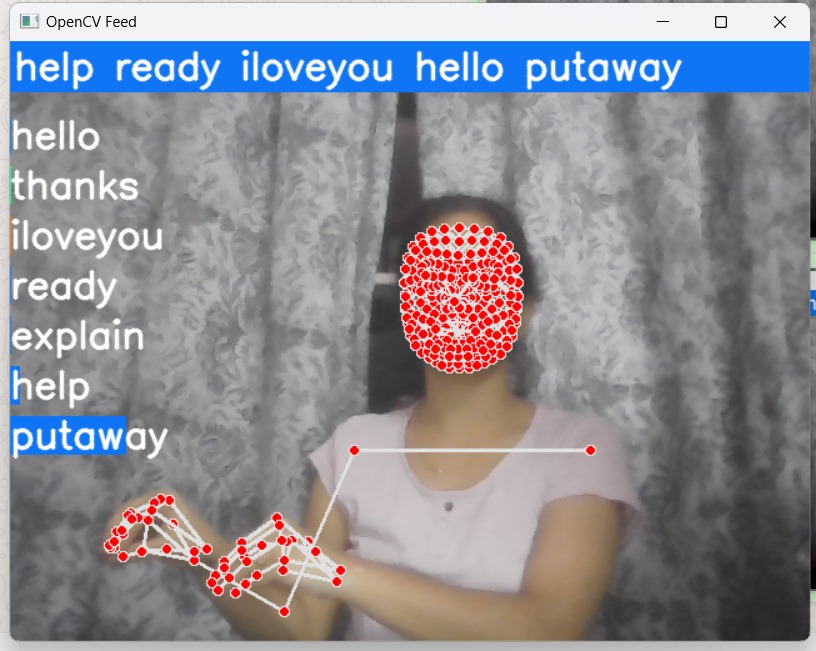 OpenCV Feed
help ready iloveyou hello putaway
hello
thanks
iloveyou
ready
explain
help
putaway